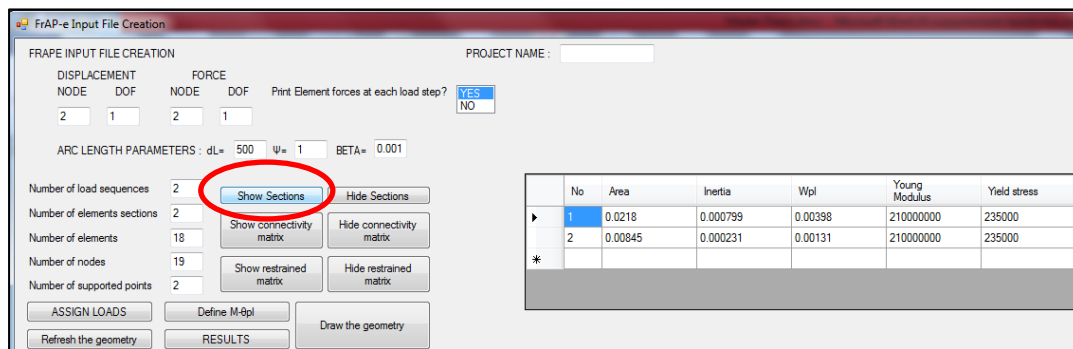 FrAP-e Input File Creation
FRAPE INPUT FILE CREATION
PROJECT NAME :
DISPLACEMENT FORCE
NODE DOF NODE DOF Print Element forces at each load step? YES
NO
2 1 2 1
ARC LENGTH PARAMETERS : dL= 500 Ψ= 1 BETA= 0.001
Number of load sequences 2 Show Sections Hide Sections
Number of elements sections 2
Show connectivity matrix Hide connectivity matrix
Number of elements 18
Number of nodes 19
Show restrained matrix Hide restrained matrix
Number of supported points 2
ASSIGN LOADS Define M-θpl Draw the geometry
Refresh the geometry RESULTS
No Area Inertia Wpl Young Modulus Yield stress
1 0.0218 0.000799 0.00398 210000000 235000
2 0.00845 0.000231 0.00131 210000000 235000